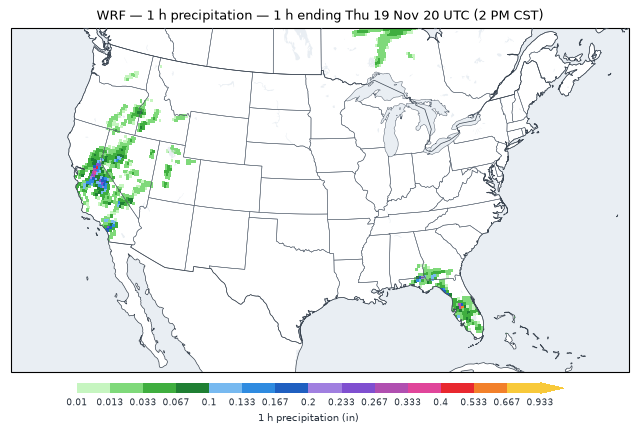 WRF — 1 h precipitation — 1 h ending Thu 19 Nov 20 UTC (2 PM CST)
0.01 0.013 0.033 0.067 0.1 0.133 0.167 0.2 0.233 0.267 0.333 0.4 0.533 0.667 0.933
1 h precipitation (in)